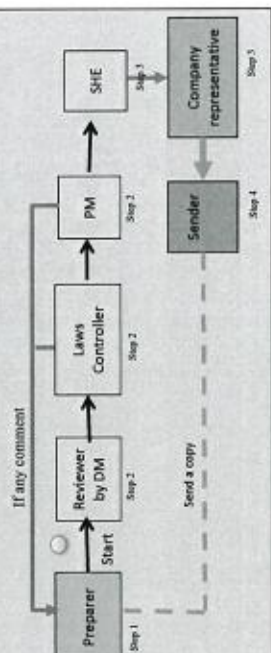 If any comment
Preparer
Start
Reviewer
by DM
Laws
Controller
PM
SHE
Step 1
Step 2
Step 2
Step 2
Step 3
Send a copy
Sender
Company
representative
Step 4
Step 3